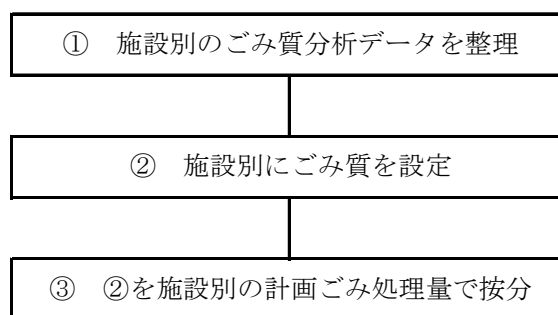 ① 施設別のごみ質分析データを整理
② 施設別にごみ質を設定
③ ②を施設別の計画ごみ処理量で按分